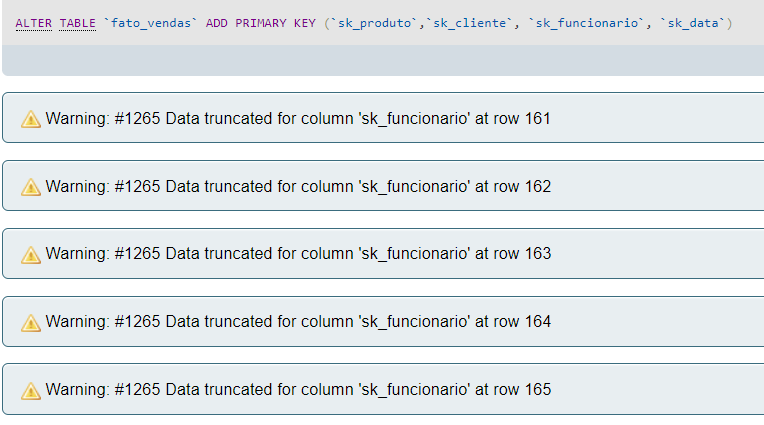 ALTER TABLE `fato_vendas` ADD PRIMARY KEY (`sk_produto`,`sk_cliente`, `sk_funcionario`, `sk_data`)
Warning: #1265 Data truncated for column 'sk_funcionario' at row 161
Warning: #1265 Data truncated for column 'sk_funcionario' at row 162
Warning: #1265 Data truncated for column 'sk_funcionario' at row 163
Warning: #1265 Data truncated for column 'sk_funcionario' at row 164
Warning: #1265 Data truncated for column 'sk_funcionario' at row 165